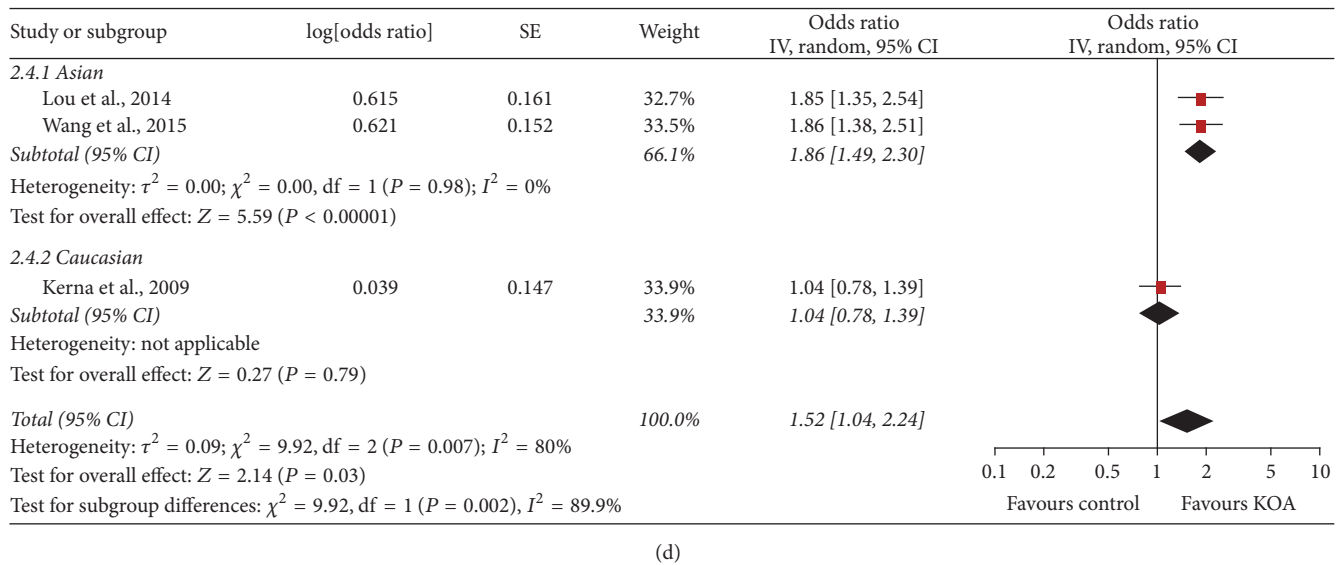 Study or subgroup log[odds ratio] SE Weight Odds ratio IV, random, 95% CI Odds ratio IV, random, 95% CI
2.4.1 Asian
Lou et al., 2014 0.615 0.161 32.7% 1.85 [1.35, 2.54]
Wang et al., 2015 0.621 0.152 33.5% 1.86 [1.38, 2.51]
Subtotal (95% CI) 66.1% 1.86 [1.49, 2.30]
Heterogeneity: τ² = 0.00; χ² = 0.00, df = 1 (P = 0.98); I² = 0%
Test for overall effect: Z = 5.59 (P < 0.00001)
2.4.2 Caucasian
Kerna et al., 2009 0.039 0.147 33.9% 1.04 [0.78, 1.39]
Subtotal (95% CI) 33.9% 1.04 [0.78, 1.39]
Heterogeneity: not applicable
Test for overall effect: Z = 0.27 (P = 0.79)
Total (95% CI) 100.0% 1.52 [1.04, 2.24]
Heterogeneity: τ² = 0.09; χ² = 9.92, df = 2 (P = 0.007); I² = 80%
Test for overall effect: Z = 2.14 (P = 0.03)
Test for subgroup differences: χ² = 9.92, df = 1 (P = 0.002), I² = 89.9%
0.1 0.2 0.5 1 2 5 10
Favours control Favours KOA
(d)